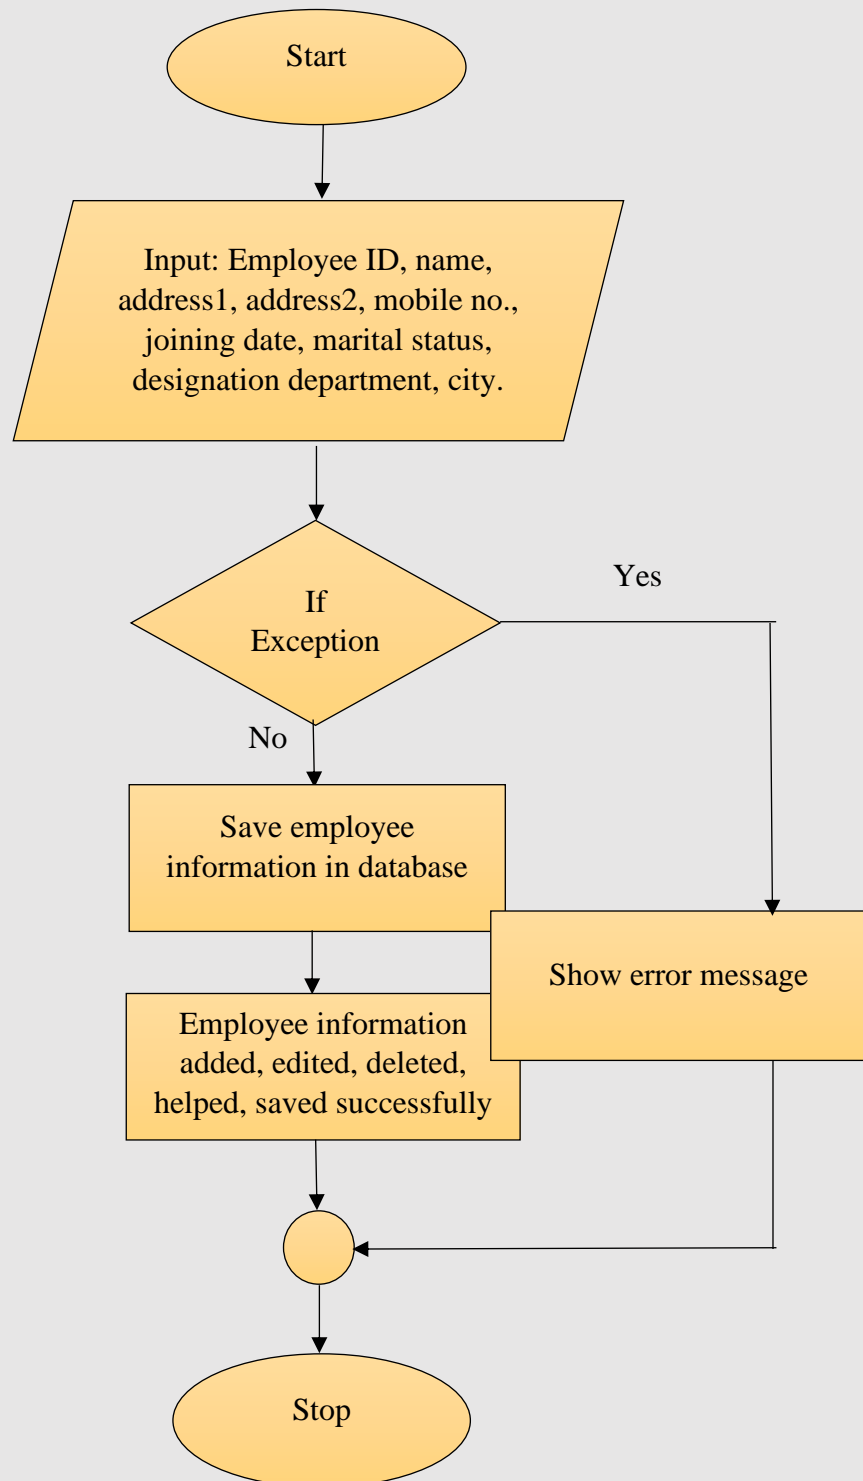 Start
Input: Employee ID, name,
address1, address2, mobile no.,
joining date, marital status,
designation department, city.
If
Exception
Yes
No
Save employee
information in database
Show error message
Employee information
added, edited, deleted,
helped, saved successfully
Stop